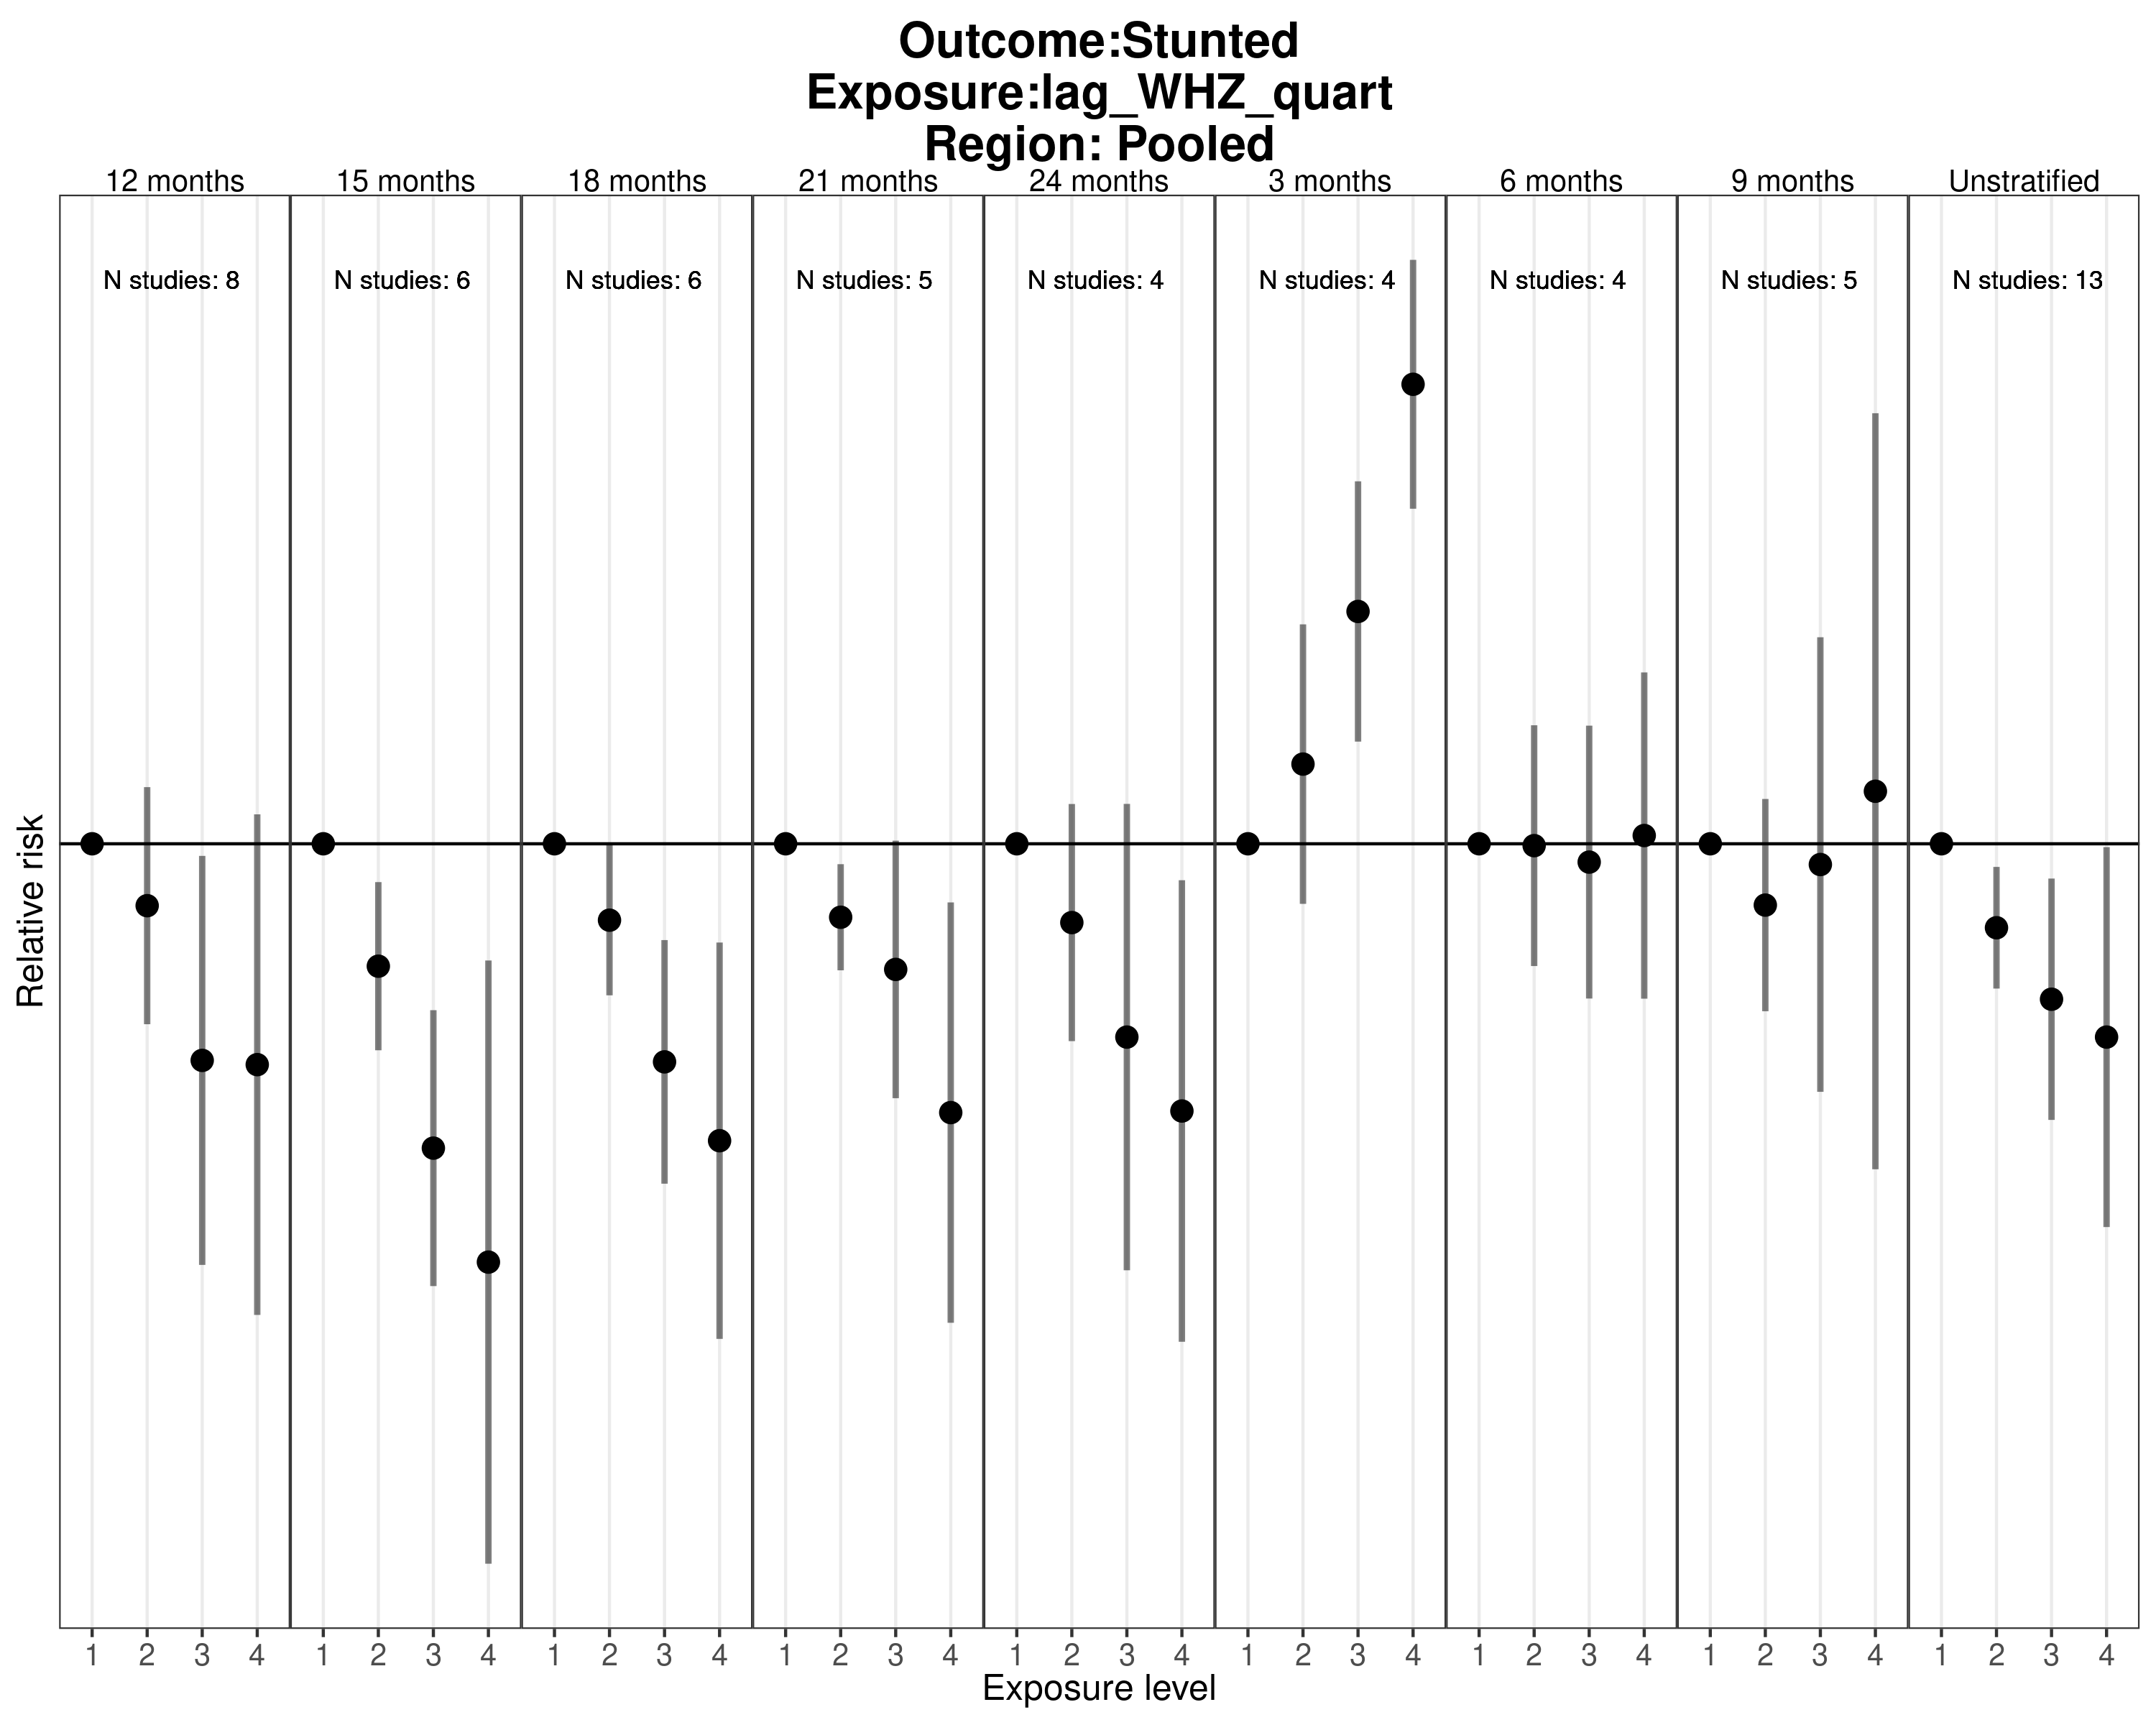 Outcome:Stunted
Exposure:lag_WHZ_quart
Region: Pooled
12 months 15 months 18 months 21 months 24 months 3 months 6 months 9 months Unstratified
N studies: 8 N studies: 6 N studies: 6 N studies: 5 N studies: 4 N studies: 4 N studies: 4 N studies: 5 N studies: 13
Relative risk
1 2 3 4 1 2 3 4 1 2 3 4 1 2 3 4 1 2 3 4 1 2 3 4 1 2 3 4 1 2 3 4 1 2 3 4
Exposure level